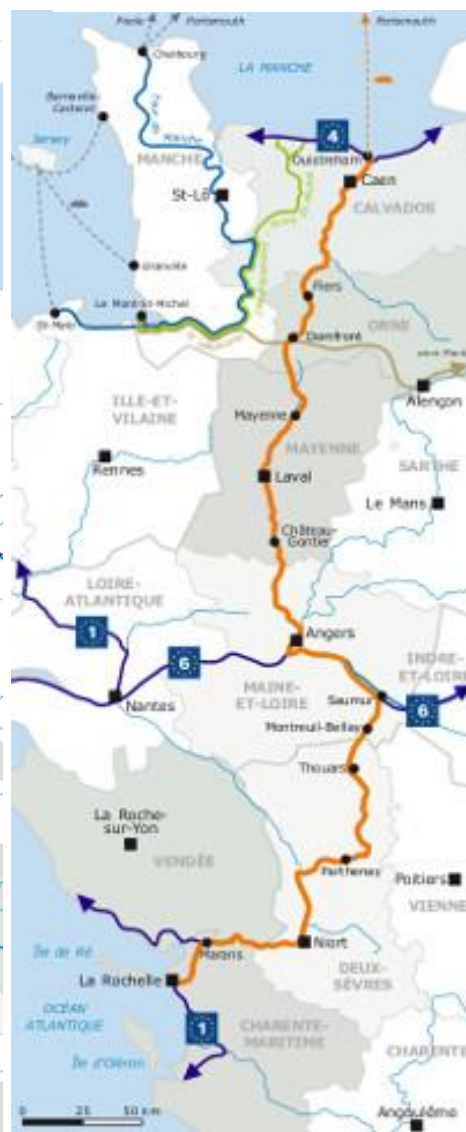 Poole
Portsmouth
Portsmouth
Cherbourg
LA MANCHE
Barneville-
Carteret
Jersey
MANCHE
4
Ouistreham
Caen
St-Lô
CALVADOS
Granville
Flers
Le Mont-St-Michel
St-Malo
ORNE
Domfront
Alençon
ILLE-ET-
VILAINE
Mayenne
MAYENNE
Rennes
SARTHE
Laval
Le Mans
Château-
Gontier
LOIRE-
ATLANTIQUE
1
Angers
6
INDRE-
ET-LOIRE
Nantes
MAINE-
ET-LOIRE
Saumur
6
Montreuil-Bellay
Thouars
La Roche-
sur-Yon
VENDÉE
Parthenay
Poitiers
VIENNE
Marans
Niort
Île de Ré
La Rochelle
DEUX-
SÈVRES
OCÉAN
ATLANTIQUE
1
CHARENTE-
MARITIME
CHARENTE
Île d'Oléron
Angoulême
0 25 50 km